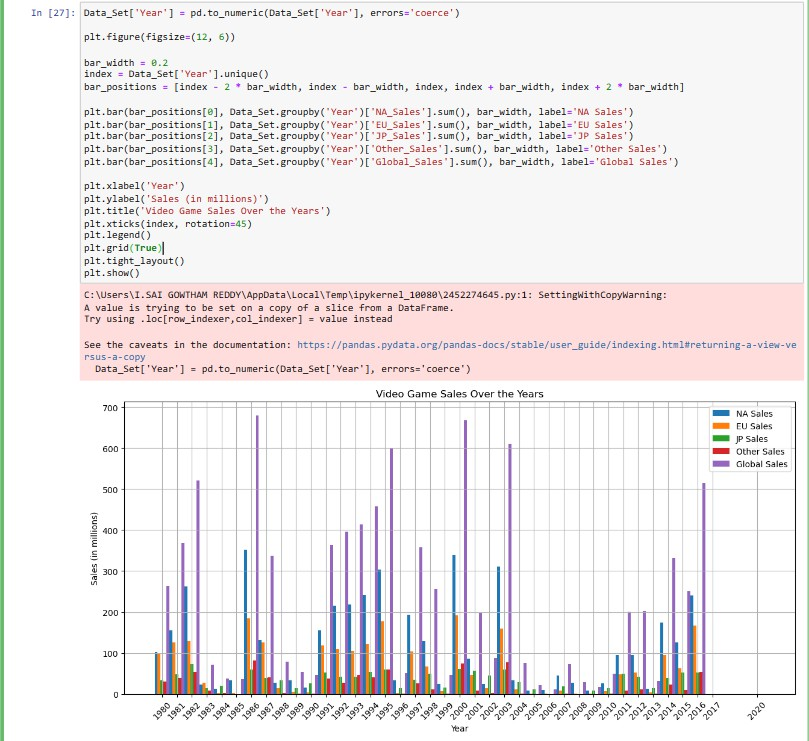 In [27]: Data_Set['Year'] = pd.to_numeric(Data_Set['Year'], errors='coerce')
plt.figure(figsize=(12, 6))
bar_width = 0.2
index = Data_Set['Year'].unique()
bar_positions = [index - 2 * bar_width, index - bar_width, index, index + bar_width, index + 2 * bar_width]
plt.bar(bar_positions[0], Data_Set.groupby('Year')['NA_Sales'].sum(), bar_width, label='NA Sales')
plt.bar(bar_positions[1], Data_Set.groupby('Year')['EU_Sales'].sum(), bar_width, label='EU Sales')
plt.bar(bar_positions[2], Data_Set.groupby('Year')['JP_Sales'].sum(), bar_width, label='JP Sales')
plt.bar(bar_positions[3], Data_Set.groupby('Year')['Other_Sales'].sum(), bar_width, label='Other Sales')
plt.bar(bar_positions[4], Data_Set.groupby('Year')['Global_Sales'].sum(), bar_width, label='Global Sales')
plt.xlabel('Year')
plt.ylabel('Sales (in millions)')
plt.title('Video Game Sales Over the Years')
plt.xticks(index, rotation=45)
plt.legend()
plt.grid(True)
plt.tight_layout()
plt.show()
C:\Users\I.SAI GOWTHAM REDDY\AppData\Local\Temp\ipykernel_10080\2452274645.py:1: SettingWithCopyWarning:
A value is trying to be set on a copy of a slice from a DataFrame.
Try using .loc[row_indexer,col_indexer] = value instead
See the caveats in the documentation: https://pandas.pydata.org/pandas-docs/stable/user_guide/indexing.html#returning-a-view-ve
rsus-a-copy
Data_Set['Year'] = pd.to_numeric(Data_Set['Year'], errors='coerce')
Video Game Sales Over the Years
700
600
500
400
300
200
100
0
Sales (in millions)
NA Sales
EU Sales
JP Sales
Other Sales
Global Sales
1980 1981 1982 1983 1984 1985 1986 1987 1988 1989 1990 1991 1992 1993 1994 1995 1996 1997 1998 1999 2000 2001 2002 2003 2004 2005 2006 2007 2008 2009 2010 2011 2012 2013 2014 2015 2016 2017 2020
Year